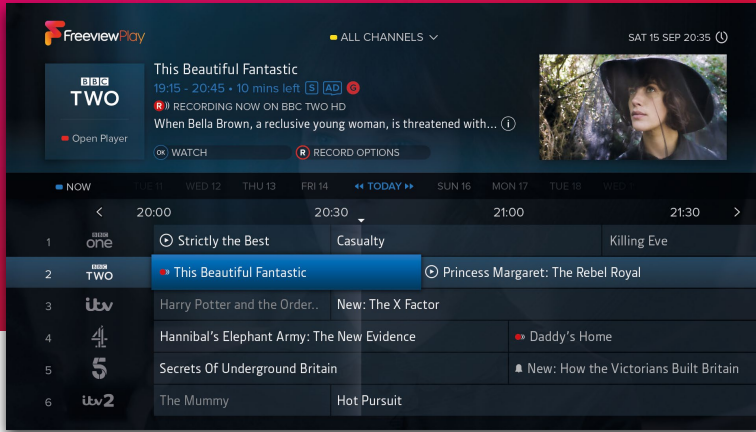 FreeviewPlay
ALL CHANNELS
SAT 15 SEP 20:35
BBC
TWO
Open Player
This Beautiful Fantastic
19:15 - 20:45 • 10 mins left S AD G
R RECORDING NOW ON BBC TWO HD
When Bella Brown, a reclusive young woman, is threatened with... i
OK WATCH
R RECORD OPTIONS
NOW TUE 11 WED 12 THU 13 FRI 14 TODAY SUN 16 MON 17 TUE 18 WED
20:00 20:30 21:00 21:30
1 BBC one Strictly the Best Casualty Killing Eve
2 BBC TWO This Beautiful Fantastic Princess Margaret: The Rebel Royal
3 itv Harry Potter and the Order.. New: The X Factor
4 4 Hannibal's Elephant Army: The New Evidence Daddy's Home
5 5 Secrets Of Underground Britain New: How the Victorians Built Britain
6 itv2 The Mummy Hot Pursuit